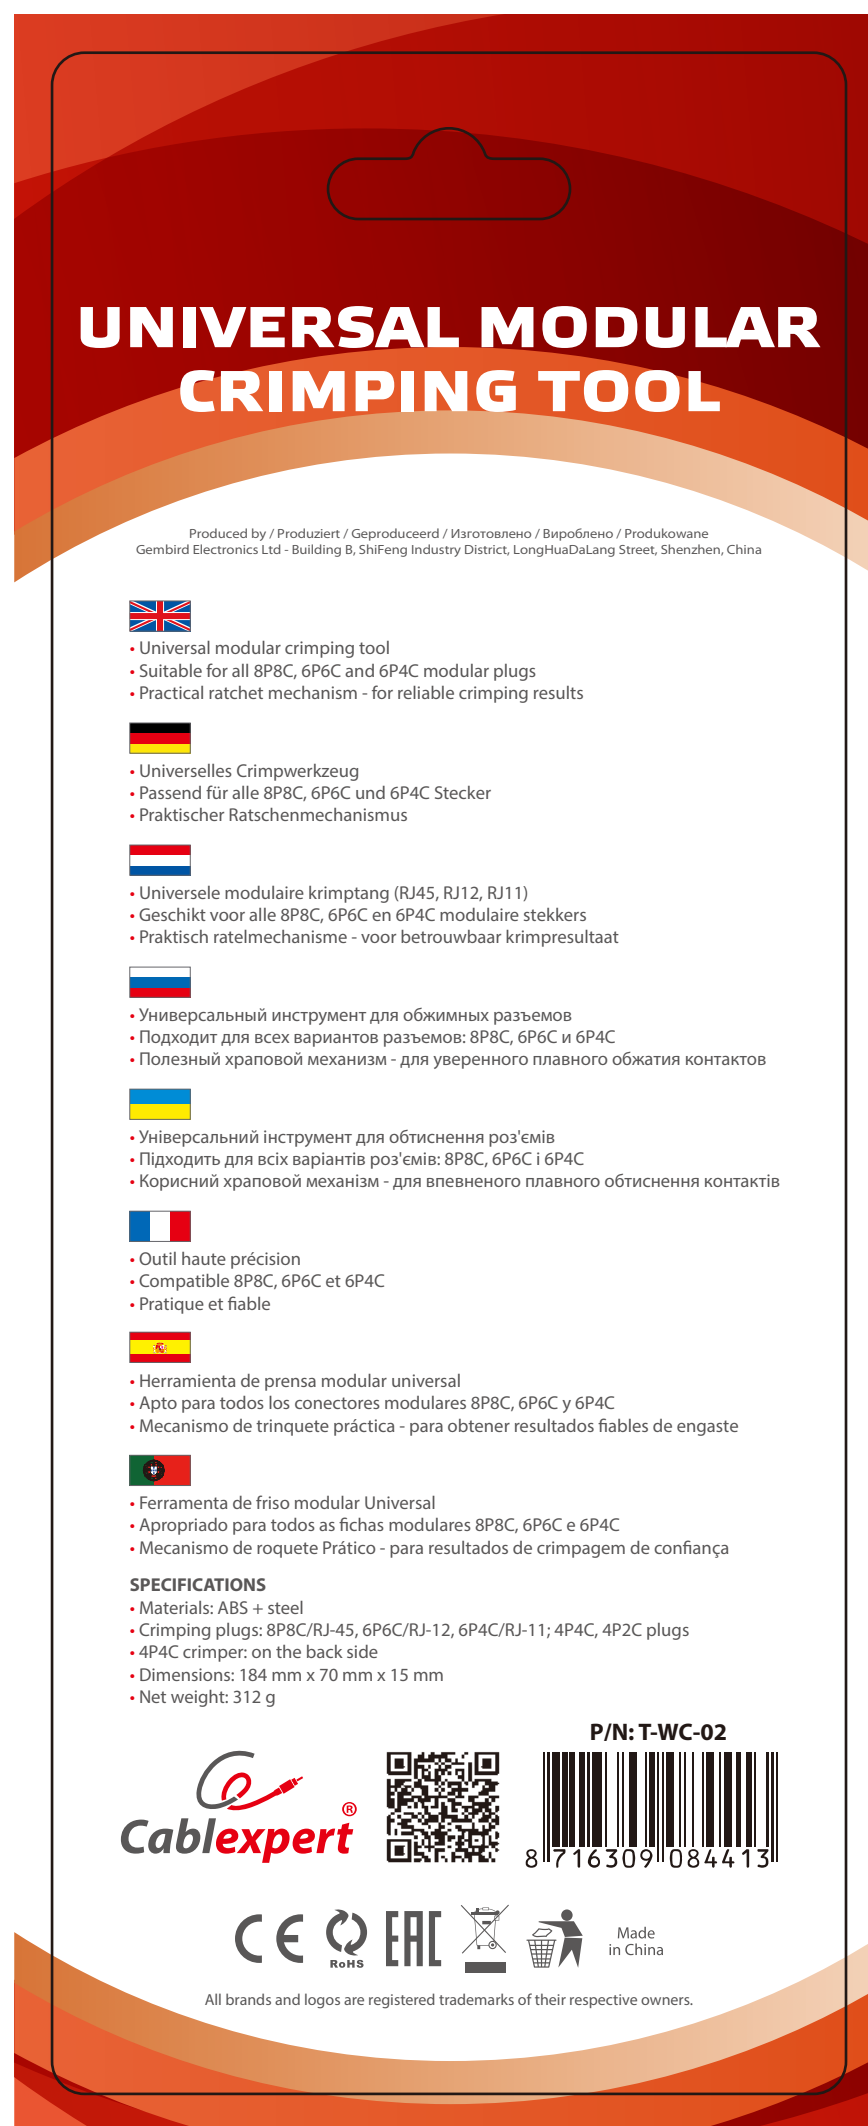 UNIVERSAL MODULAR
CRIMPING TOOL
Produced by / Produziert / Geproduceerd / Изготовлено / Вироблено / Produkowane
Gembird Electronics Ltd - Building B, ShiFeng Industry District, LongHuaDaLang Street, Shenzhen, China
• Universal modular crimping tool
• Suitable for all 8P8C, 6P6C and 6P4C modular plugs
• Practical ratchet mechanism - for reliable crimping results
• Universelles Crimpwerkzeug
• Passend für alle 8P8C, 6P6C und 6P4C Stecker
• Praktischer Ratschenmechanismus
• Universele modulaire krimptang (RJ45, RJ12, RJ11)
• Geschikt voor alle 8P8C, 6P6C en 6P4C modulaire stekkers
• Praktisch ratelmechanisme - voor betrouwbaar krimpresultaat
• Универсальный инструмент для обжимных разъемов
• Подходит для всех вариантов разъемов: 8P8C, 6P6C и 6P4C
• Полезный храповой механизм - для уверенного плавного обжатия контактов
• Універсальний інструмент для обтиснення роз'ємів
• Підходить для всіх варіантів роз'ємів: 8P8C, 6P6C і 6P4C
• Корисний храповой механізм - для впевненого плавного обтиснення контактів
• Outil haute précision
• Compatible 8P8C, 6P6C et 6P4C
• Pratique et fiable
• Herramienta de prensa modular universal
• Apto para todos los conectores modulares 8P8C, 6P6C y 6P4C
• Mecanismo de trinquete práctica - para obtener resultados fiables de engaste
• Ferramenta de friso modular Universal
• Apropriado para todos as fichas modulares 8P8C, 6P6C e 6P4C
• Mecanismo de roquete Prático - para resultados de crimpagem de confiança
SPECIFICATIONS
• Materials: ABS + steel
• Crimping plugs: 8P8C/RJ-45, 6P6C/RJ-12, 6P4C/RJ-11; 4P4C, 4P2C plugs
• 4P4C crimper: on the back side
• Dimensions: 184 mm x 70 mm x 15 mm
• Net weight: 312 g
P/N: T-WC-02
Cablexpert®
8 716309 084413
CE
RoHS
EAC
Made
in China
All brands and logos are registered trademarks of their respective owners.